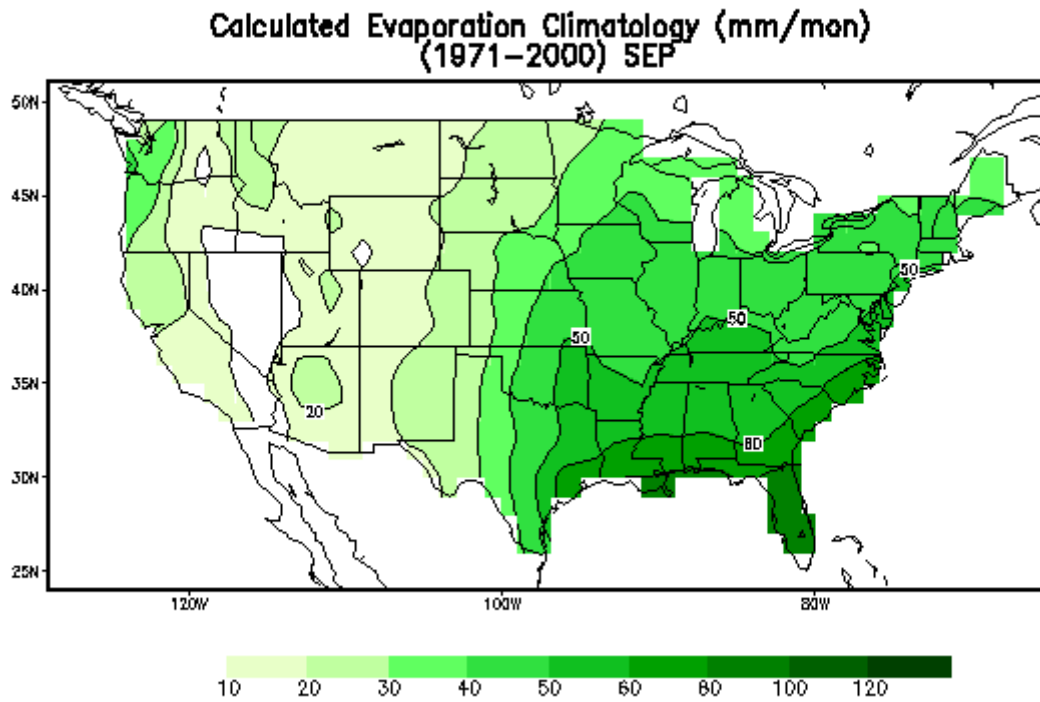 Calculated Evaporation Climatology (mm/mon)
(1971-2000) SEP
50N
45N
50
40N
50
50
35N
20
60
30N
25N
120W 100W 80W
10 20 30 40 50 60 80 100 120